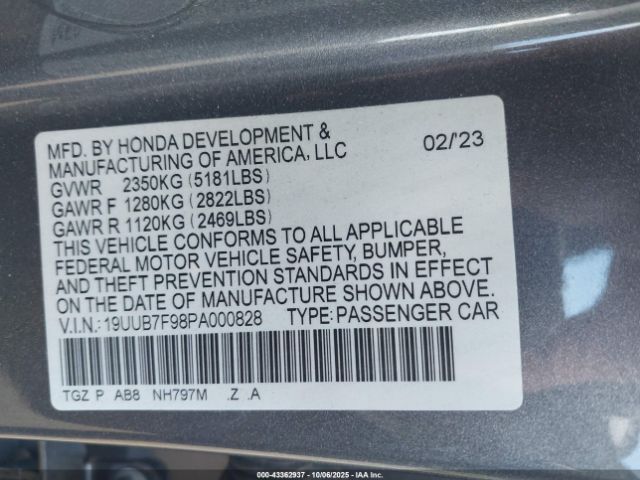 MFD. BY HONDA DEVELOPMENT &
MANUFACTURING OF AMERICA, LLC 02/'23
GVWR 2350KG (5181LBS)
GAWR F 1280KG (2822LBS)
GAWR R 1120KG (2469LBS)
THIS VEHICLE CONFORMS TO ALL APPLICABLE
FEDERAL MOTOR VEHICLE SAFETY, BUMPER,
AND THEFT PREVENTION STANDARDS IN EFFECT
ON THE DATE OF MANUFACTURE SHOWN ABOVE.
V.I.N.: 19UUB7F98PA000828 TYPE: PASSENGER CAR
TGZ P AB8 NH797M .Z .A
000-43362937 - 10/06/2025 - IAA Inc.